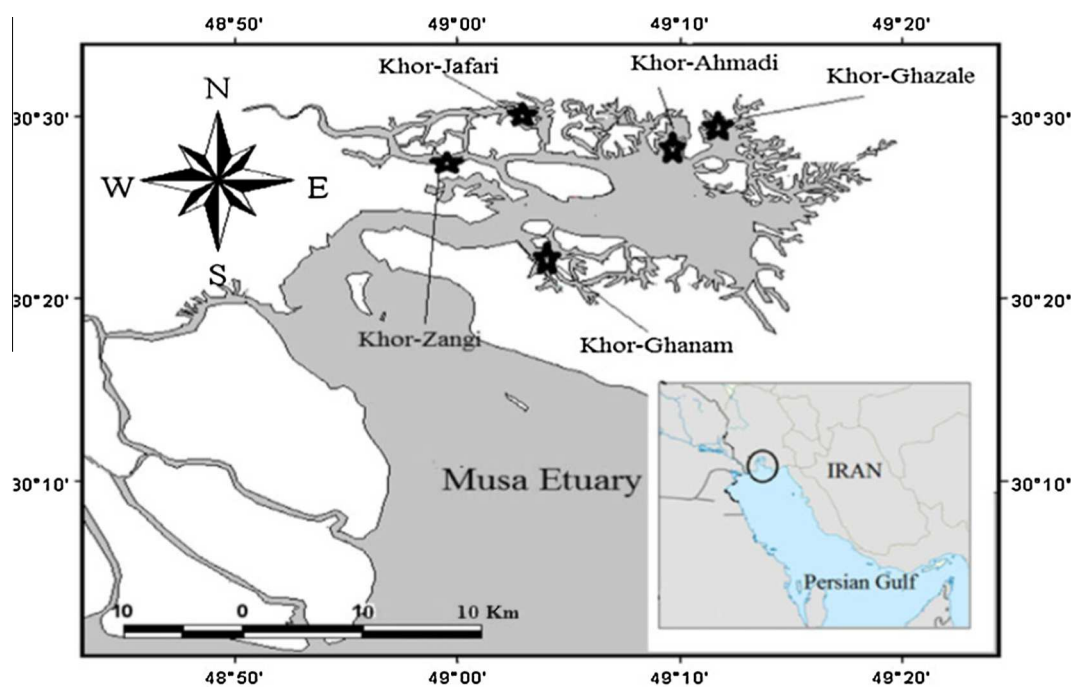 48°50' 49°00' 49°10' 49°20'
Khor-Jafari
Khor-Ahmadi
Khor-Ghazale
N
30°30' 30°30'
W E
S
30°20' 30°20'
Khor-Zangi
Khor-Ghanam
Musa Etuary
30°10' 30°10'
IRAN
Persian Gulf
10 0 10 10 Km
48°50' 49°00' 49°10' 49°20'